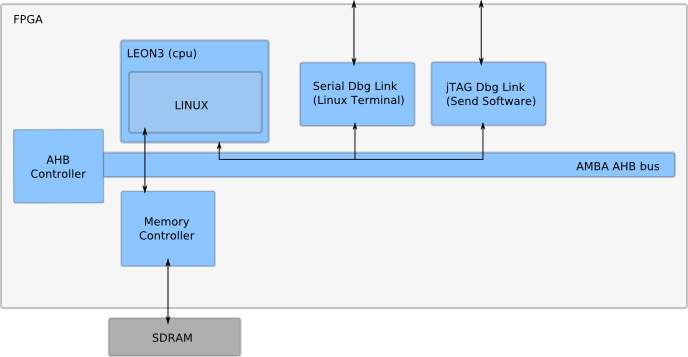 FPGA
LEON3 (cpu)
LINUX
Serial Dbg Link
(Linux Terminal)
jTAG Dbg Link
(Send Software)
AHB
Controller
AMBA AHB bus
Memory
Controller
SDRAM